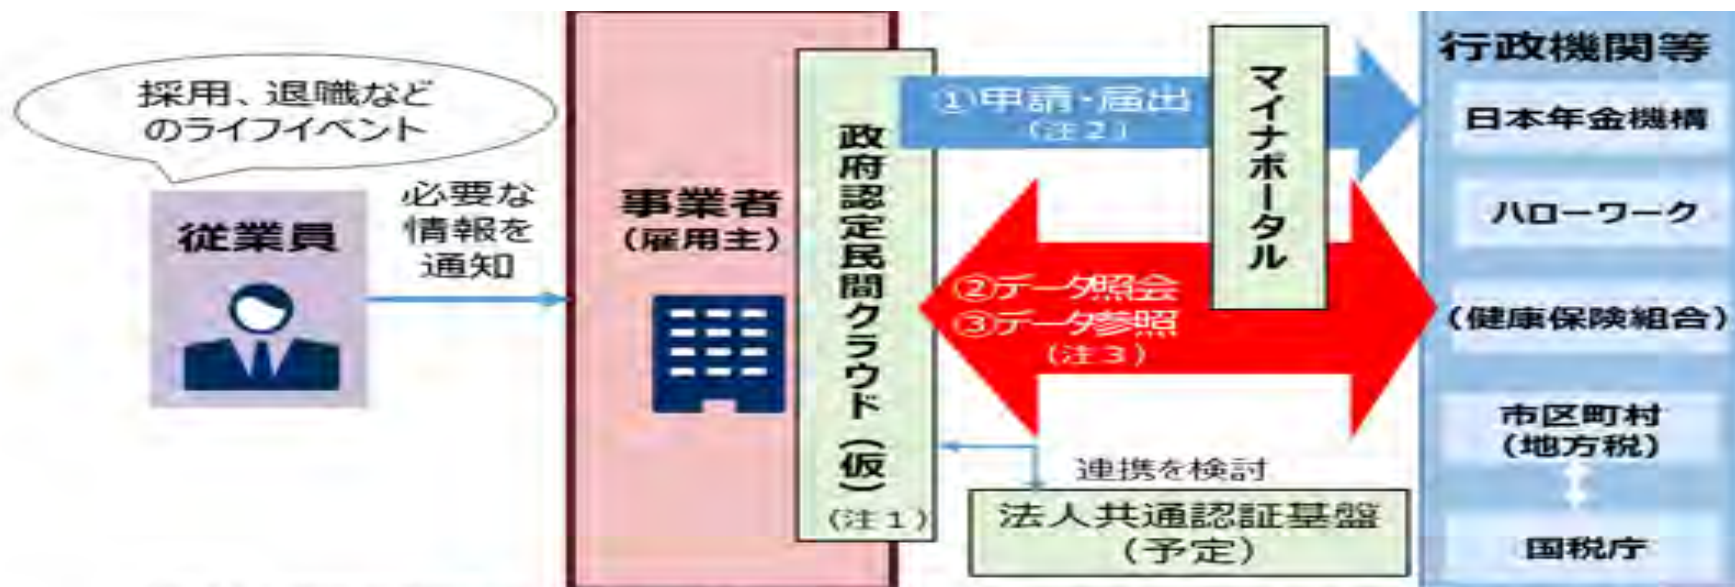 採用、退職など
のライフイベント
従業員
必要な
情報を
通知
事業者
(雇用主)
政府認定民間クラウド(仮)
(注1)
①申請・届出
(注2)
マイナポータル
②データ照会
③データ参照
(注3)
連携を検討
法人共通認証基盤
(予定)
行政機関等
日本年金機構
ハローワーク
(健康保険組合)
市区町村
(地方税)
国税庁